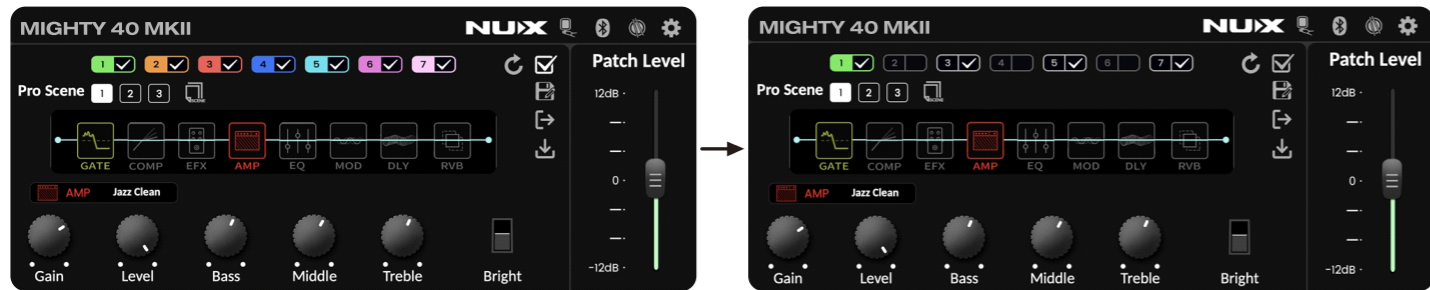 MIGHTY 40 MKII NUX
1 2 3 4 5 6 7 Patch Level
Pro Scene 1 2 3 SCENE 12dB
GATE COMP EFX AMP EQ MOD DLY RVB
0
AMP Jazz Clean
-12dB
Gain Level Bass Middle Treble Bright
MIGHTY 40 MKII NUX
1 2 3 4 5 6 7 Patch Level
Pro Scene 1 2 3 SCENE 12dB
GATE COMP EFX AMP EQ MOD DLY RVB
0
AMP Jazz Clean
-12dB
Gain Level Bass Middle Treble Bright